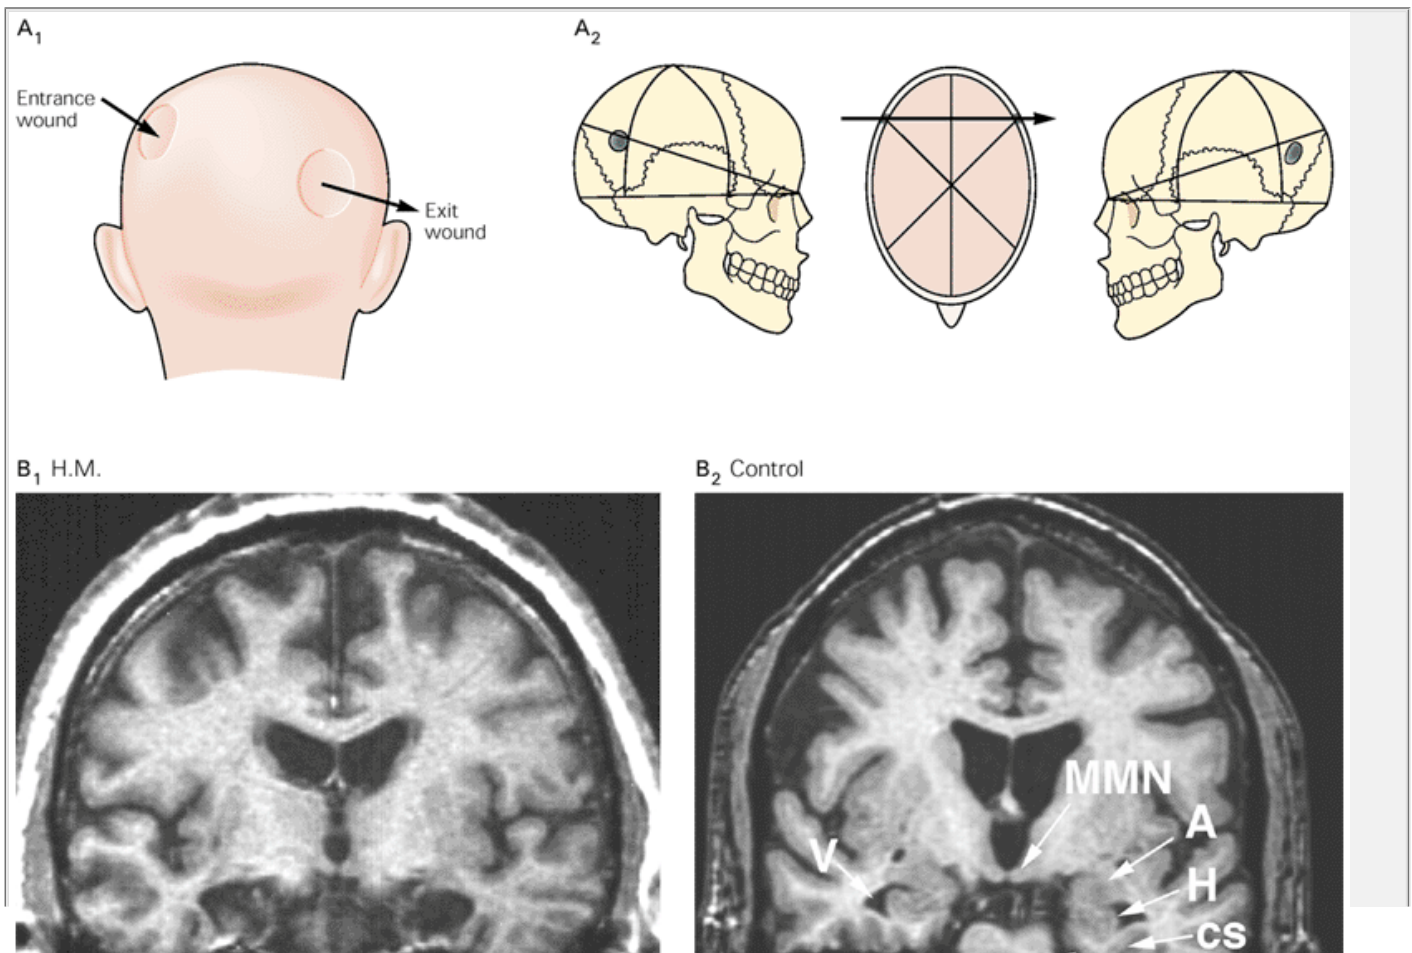 A1
A2
Entrance
wound
Exit
wound
B1 H.M.
B2 Control
MMN
A
V
H
CS